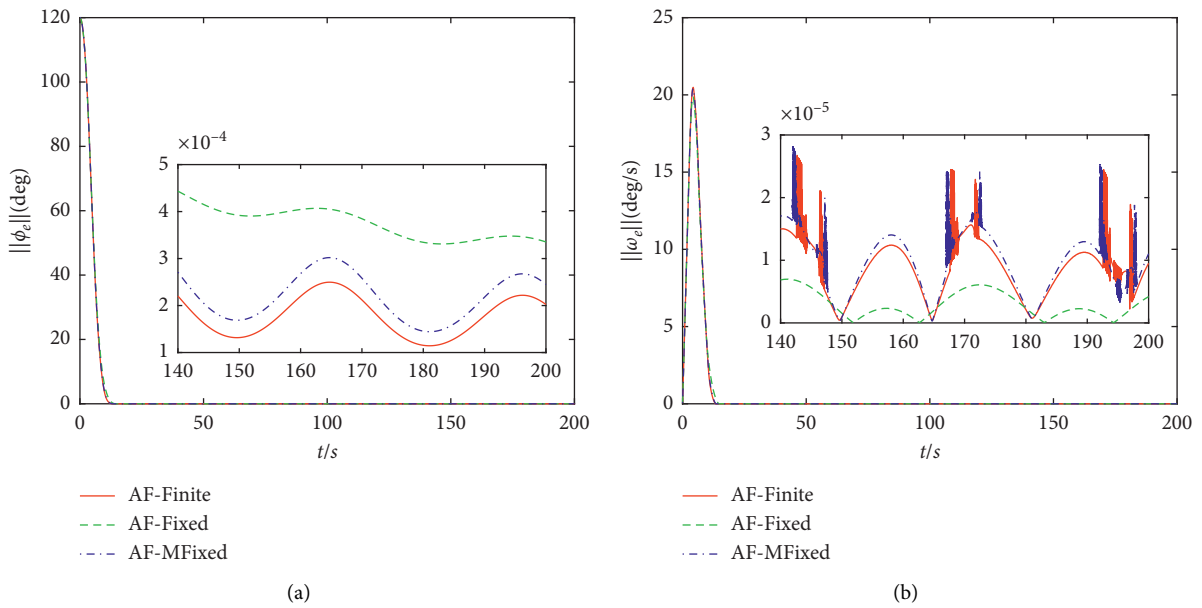 120
100
80
60
40
20
0
||ϕe||(deg)
×10−4
5
4
3
2
1
140 150 160 170 180 190 200
0 50 100 150 200
t/s
AF-Finite
AF-Fixed
AF-MFixed
(a)
25
20
15
10
5
0
||ωe||(deg/s)
×10−5
3
2
1
0
140 150 160 170 180 190 200
0 50 100 150 200
t/s
AF-Finite
AF-Fixed
AF-MFixed
(b)